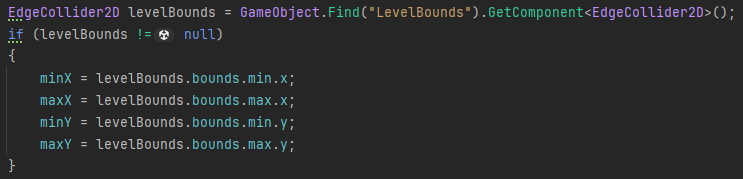 EdgeCollider2D levelBounds = GameObject.Find("LevelBounds").GetComponent<EdgeCollider2D>();
if (levelBounds != null)
{
    minX = levelBounds.bounds.min.x;
    maxX = levelBounds.bounds.max.x;
    minY = levelBounds.bounds.min.y;
    maxY = levelBounds.bounds.max.y;
}